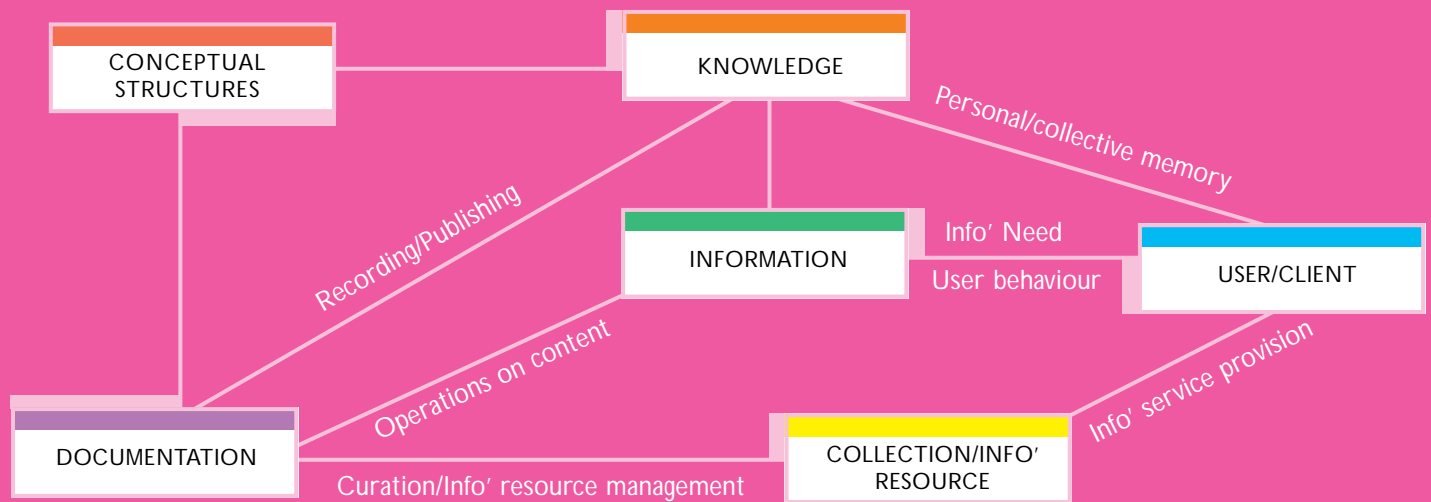 CONCEPTUAL
STRUCTURES
KNOWLEDGE
Personal/collective memory
Recording/Publishing
INFORMATION
Info' Need
User behaviour
USER/CLIENT
Operations on content
Info' service provision
DOCUMENTATION
Curation/Info' resource management
COLLECTION/INFO'
RESOURCE